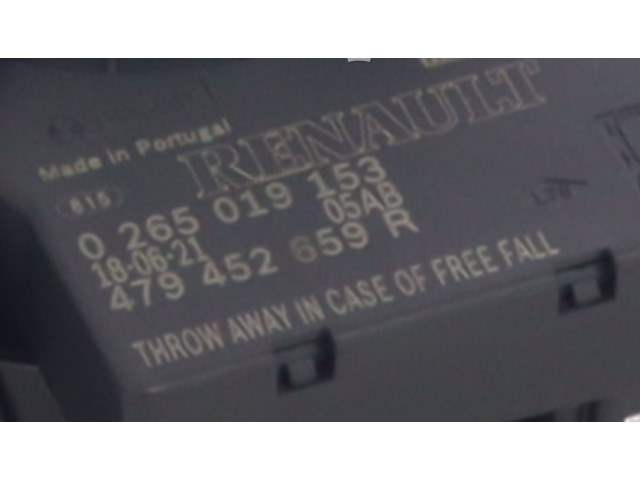 Made in Portugal
RENAULT
815
0 265 019 153
18-06-21 05AB
479 452 659 R
THROW AWAY IN CASE OF FREE FALL